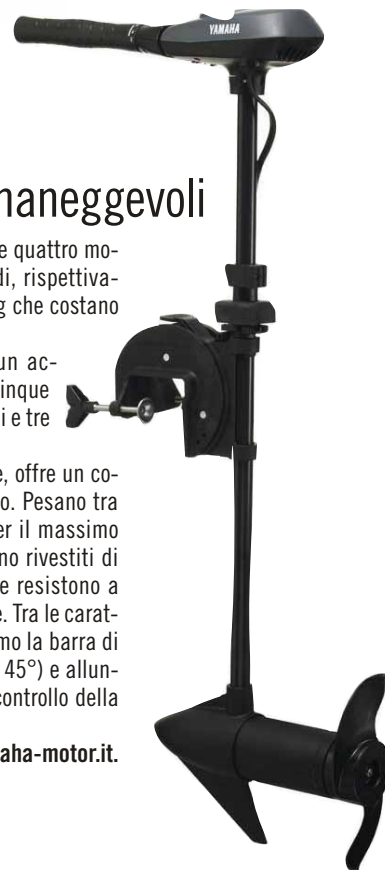 YAMAHA
maneggevoli
e quattro mo-
di, rispettiva-
g che costano
un ac-
inque
i e tre
e, offre un co-
o. Pesano tra
er il massimo
no rivestiti di
e resistono a
e. Tra le carat-
mo la barra di
45°) e allun-
controllo della
aha-motor.it.